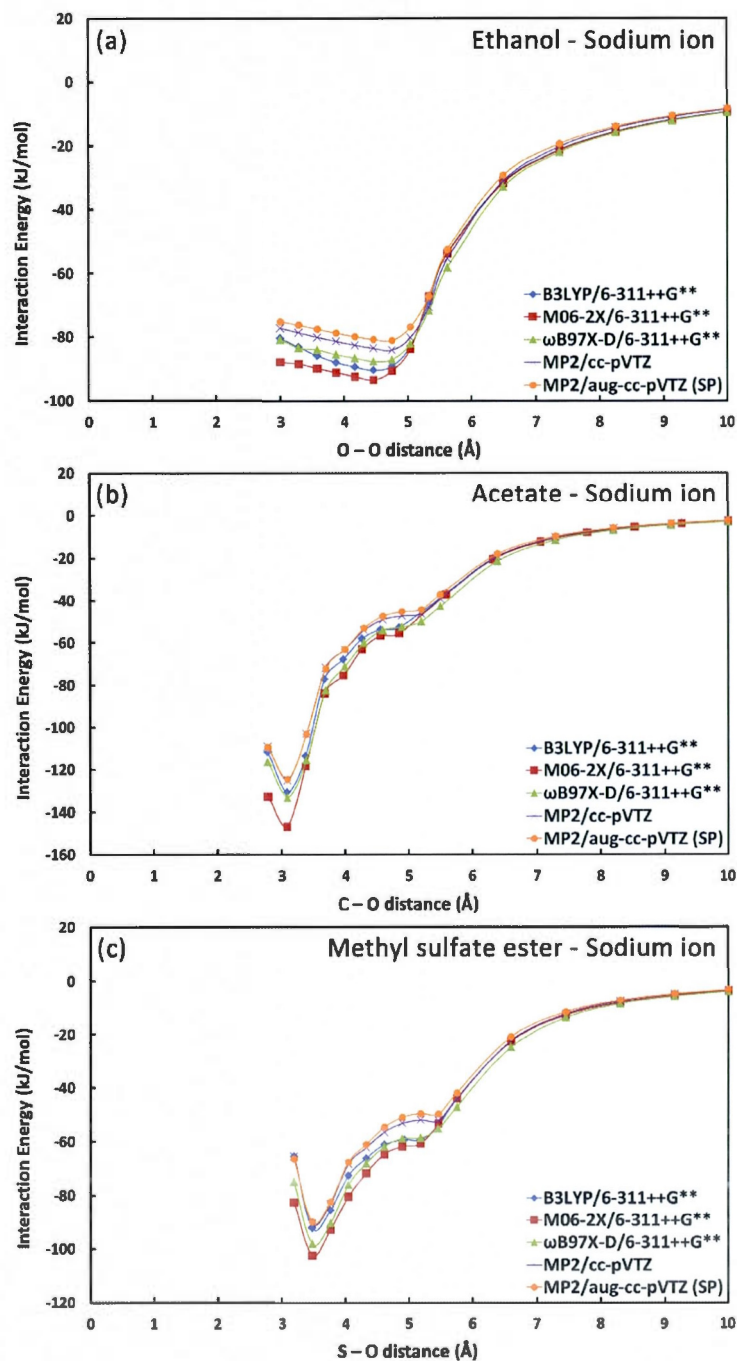 (a) Ethanol - Sodium ion
20
0
-20
-40
-60
-80
-100
Interaction Energy (kJ/mol)
B3LYP/6-311++G**
M06-2X/6-311++G**
ωB97X-D/6-311++G**
MP2/cc-pVTZ
MP2/aug-cc-pVTZ (SP)
0 1 2 3 4 5 6 7 8 9 10
O – O distance (Å)
(b) Acetate - Sodium ion
20
0
-20
-40
-60
-80
-100
-120
-140
-160
Interaction Energy (kJ/mol)
B3LYP/6-311++G**
M06-2X/6-311++G**
ωB97X-D/6-311++G**
MP2/cc-pVTZ
MP2/aug-cc-pVTZ (SP)
0 1 2 3 4 5 6 7 8 9 10
C – O distance (Å)
(c) Methyl sulfate ester - Sodium ion
20
0
-20
-40
-60
-80
-100
-120
Interaction Energy (kJ/mol)
B3LYP/6-311++G**
M06-2X/6-311++G**
ωB97X-D/6-311++G**
MP2/cc-pVTZ
MP2/aug-cc-pVTZ (SP)
0 1 2 3 4 5 6 7 8 9 10
S – O distance (Å)